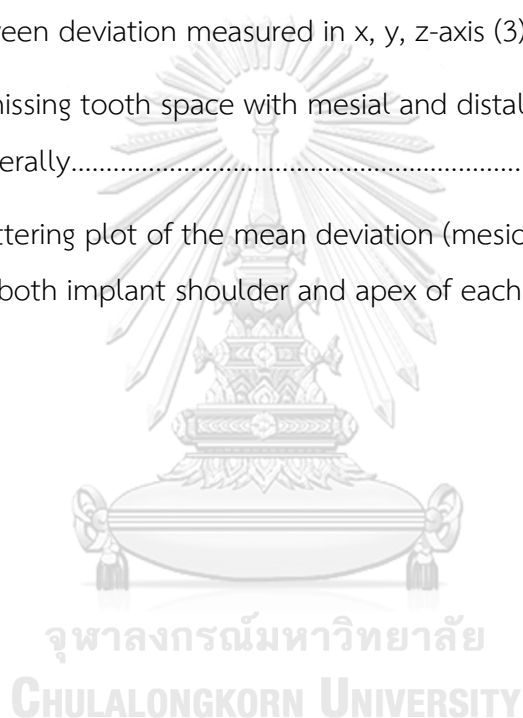 deviation measured in x, y, z-axis (3)
missing tooth space with mesial and distal
erally................................................................
ttering plot of the mean deviation (mesio
both implant shoulder and apex of each
จุฬาลงกรณ์มหาวิทยาลัย
CHULALONGKORN UNIVERSITY